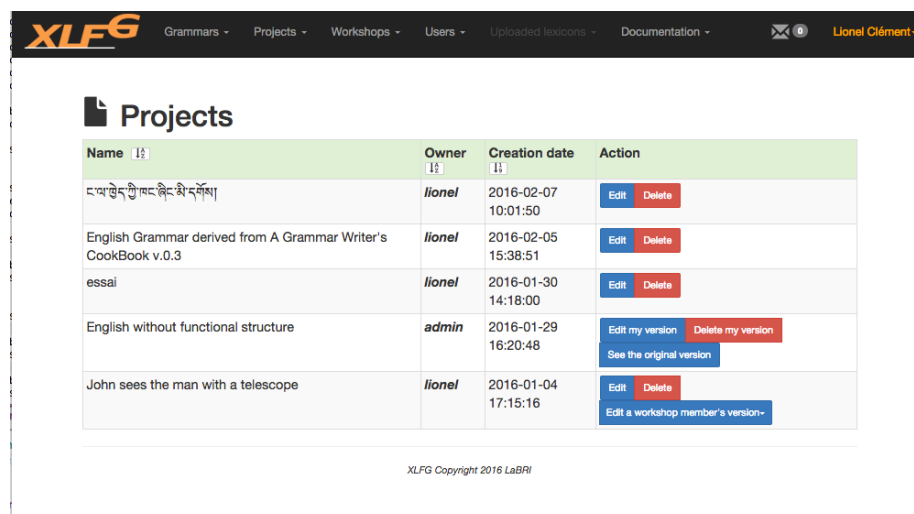 XLFG Grammars Projects Workshops Users Uploaded lexicons Documentation 0 Lionel Clément
Projects
Name Owner Creation date Action
ང་ལ་ཁྱེད་ཀྱི་ཁང་ཞིང་མི་དགོས། lionel 2016-02-07 Edit Delete
10:01:50
English Grammar derived from A Grammar Writer's lionel 2016-02-05 Edit Delete
CookBook v.0.3 15:38:51
essai lionel 2016-01-30 Edit Delete
14:18:00
English without functional structure admin 2016-01-29 Edit my version Delete my version
16:20:48 See the original version
John sees the man with a telescope lionel 2016-01-04 Edit Delete
17:15:16 Edit a workshop member's version
XLFG Copyright 2016 LaBRI